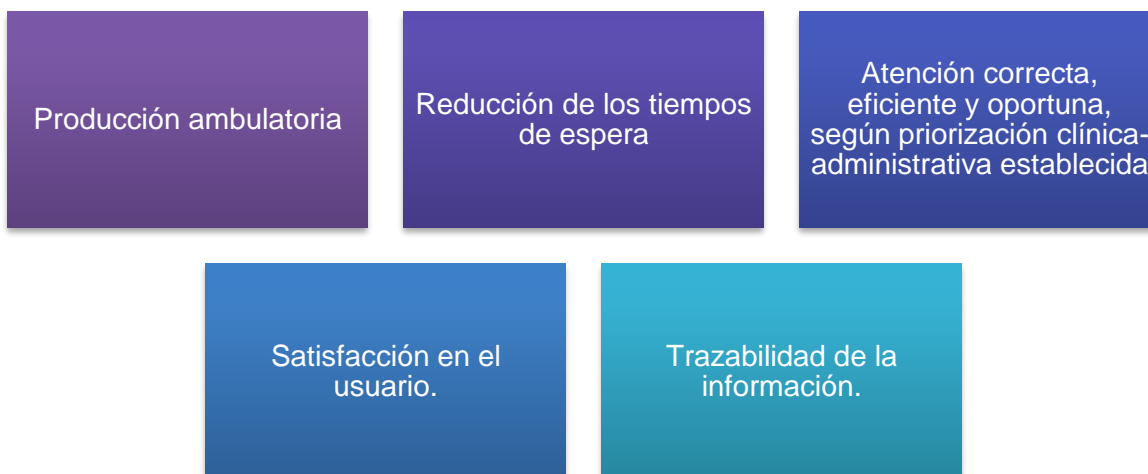 Producción ambulatoria
Reducción de los tiempos
de espera
Atención correcta,
eficiente y oportuna,
según priorización clínica-
administrativa establecida
Satisfacción en el
usuario.
Trazabilidad de la
información.